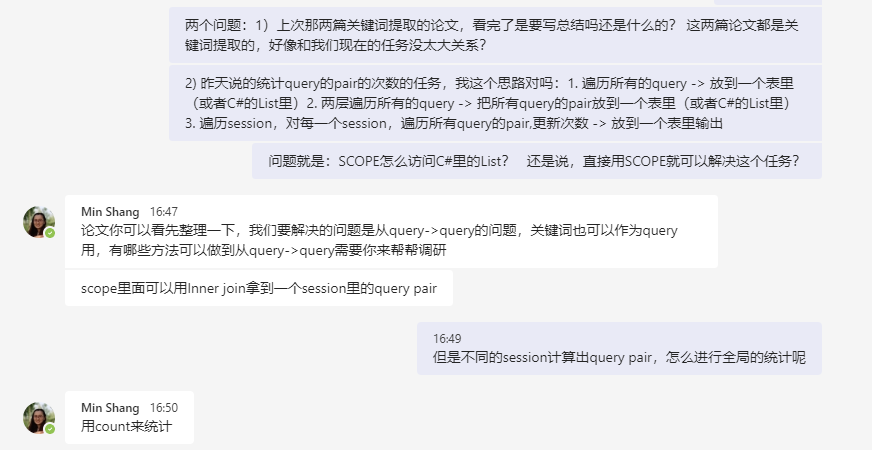 两个问题：1）上次那两篇关键词提取的论文，看完了是要写总结吗还是什么的？ 这两篇论文都是关
键词提取的，好像和我们现在的任务没太大关系？
2) 昨天说的统计query的pair的次数的任务，我这个思路对吗：1. 遍历所有的query -> 放到一个表里
（或者C#的List里）2. 两层遍历所有的query -> 把所有query的pair放到一个表里（或者C#的List里）
3. 遍历session，对每一个session，遍历所有query的pair,更新次数 -> 放到一个表里输出
问题就是：SCOPE怎么访问C#里的List？ 还是说，直接用SCOPE就可以解决这个任务？
Min Shang 16:47
论文你可以看先整理一下，我们要解决的问题是从query->query的问题，关键词也可以作为query
用，有哪些方法可以做到从query->query需要你来帮帮调研
scope里面可以用Inner join拿到一个session里的query pair
16:49
但是不同的session计算出query pair，怎么进行全局的统计呢
Min Shang 16:50
用count来统计